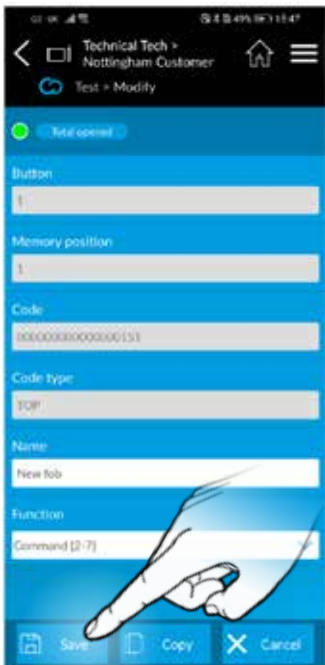 Technical Tech >
Nottingham Customer
Test > Modify
Total opened
Button
1
Memory position
1
Code
Code type
TOP
Name
New fob
Function
Command [2-7]
Save
Copy
Cancel